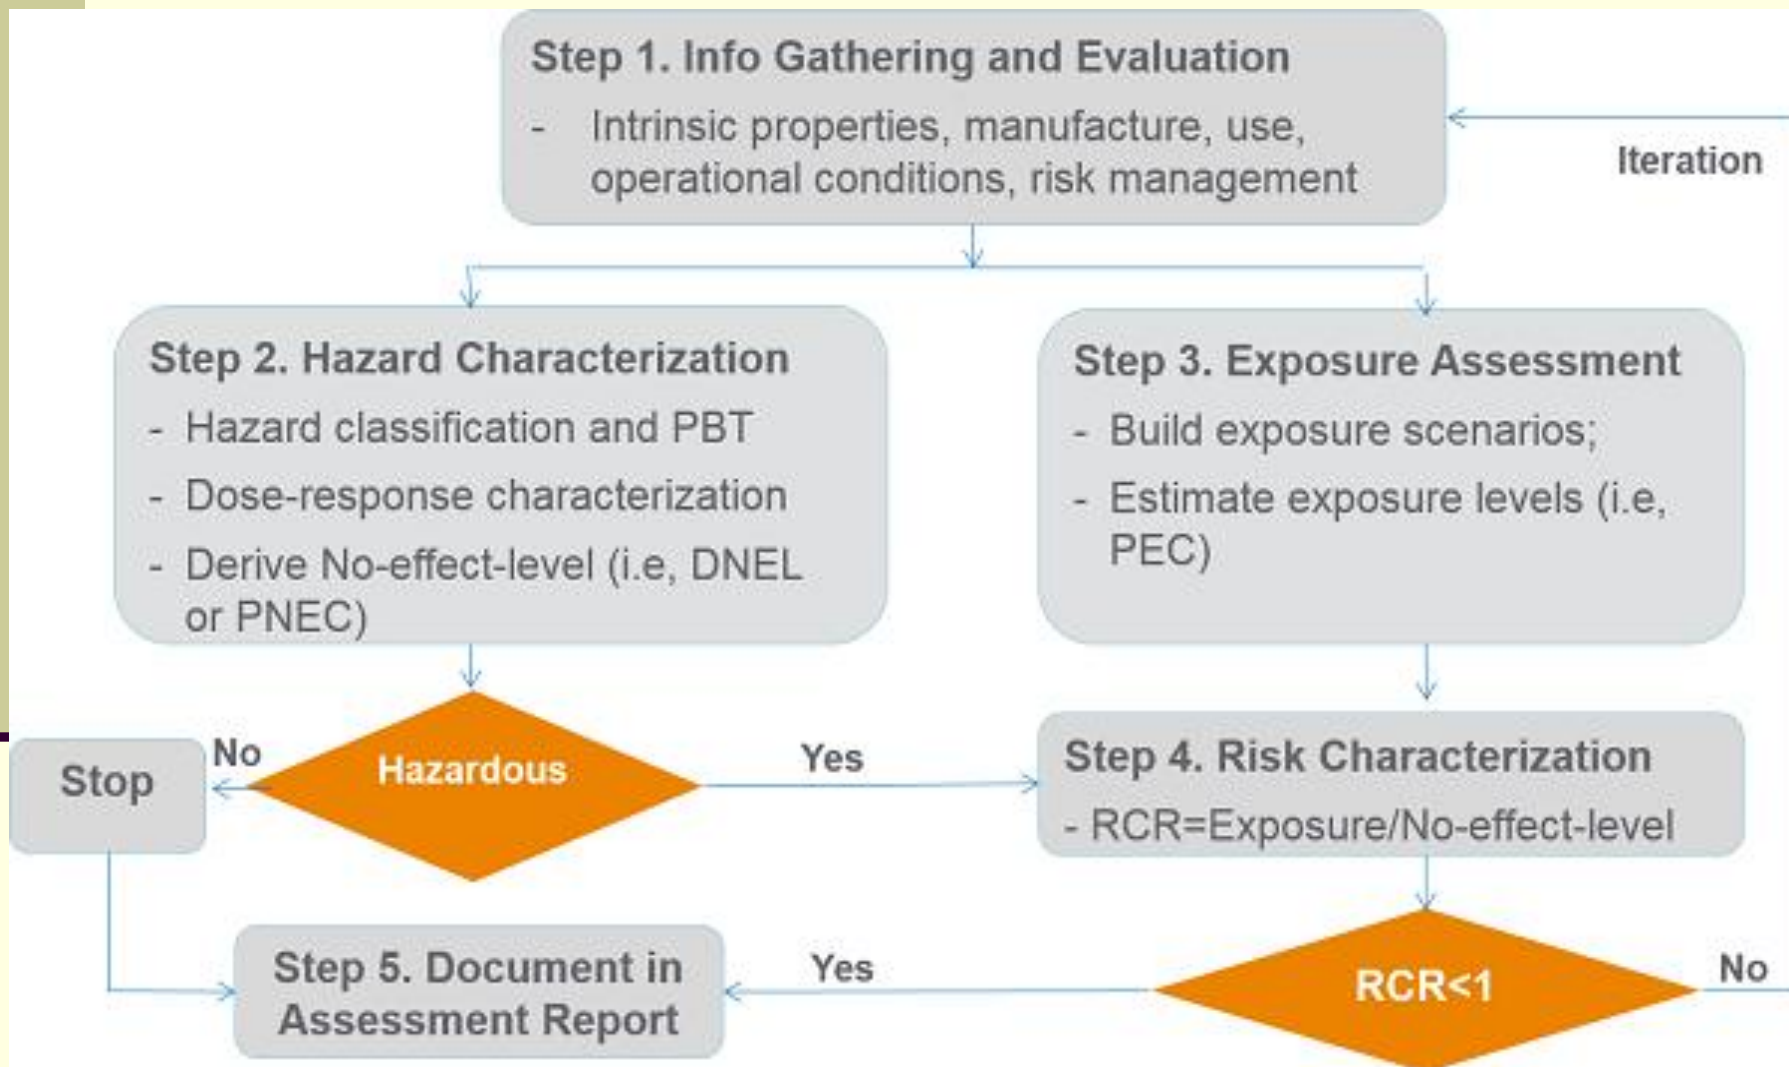 Step 1. Info Gathering and Evaluation
- Intrinsic properties, manufacture, use,
operational conditions, risk management
Iteration
Step 2. Hazard Characterization
- Hazard classification and PBT
- Dose-response characterization
- Derive No-effect-level (i.e, DNEL
or PNEC)
Step 3. Exposure Assessment
- Build exposure scenarios;
- Estimate exposure levels (i.e,
PEC)
Stop
No
Hazardous
Yes
Step 4. Risk Characterization
- RCR=Exposure/No-effect-level
Step 5. Document in
Assessment Report
Yes
RCR<1
No